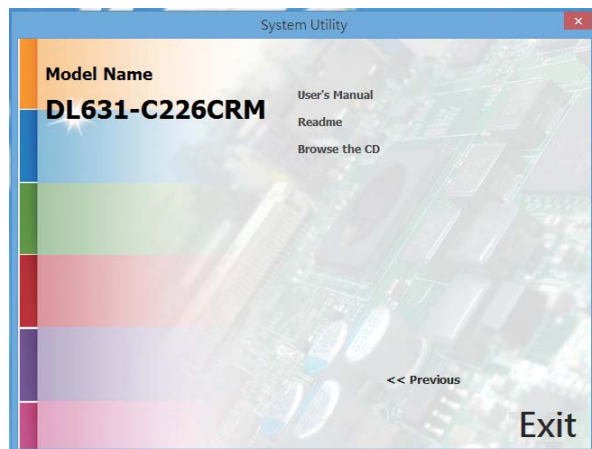 System Utility
Model Name
DL631-C226CRM
User's Manual
Readme
Browse the CD
<< Previous
Exit